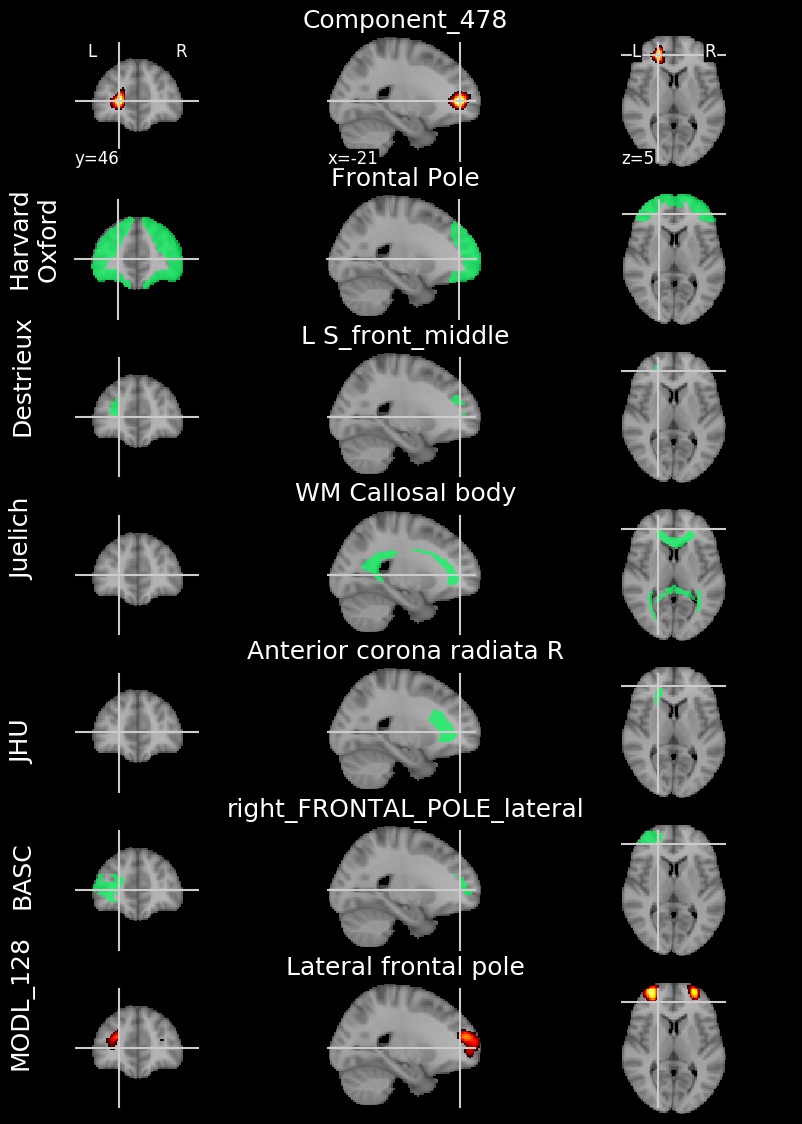 Component_478
L R
L R
y=46 x=-21 z=5
Frontal Pole
Harvard
Oxford
L S_front_middle
Destrieux
WM Callosal body
Juelich
Anterior corona radiata R
JHU
right_FRONTAL_POLE_lateral
BASC
Lateral frontal pole
MODL_128